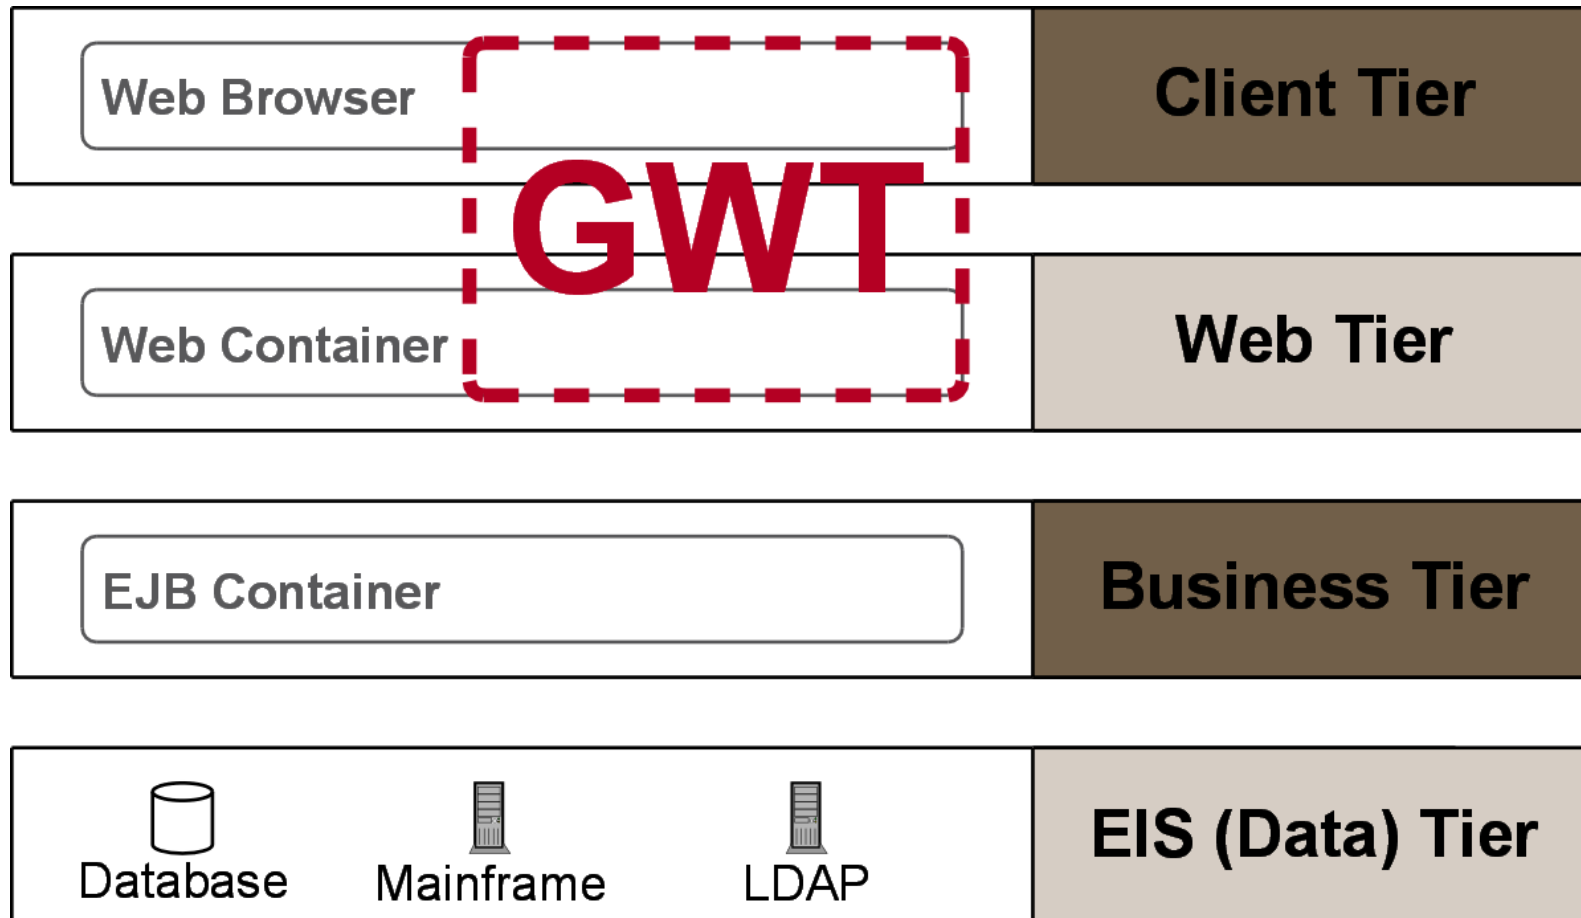 Web Browser
Client Tier
GWT
Web Container
Web Tier
EJB Container
Business Tier
Database
Mainframe
LDAP
EIS (Data) Tier